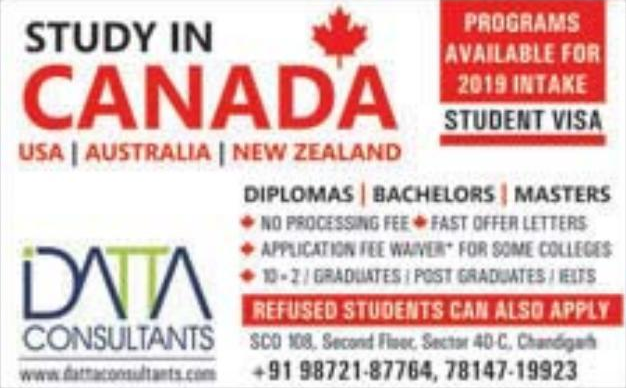 STUDY IN
CANADA
USA | AUSTRALIA | NEW ZEALAND
PROGRAMS
AVAILABLE FOR
2019 INTAKE
STUDENT VISA
DIPLOMAS | BACHELORS | MASTERS
NO PROCESSING FEE FAST OFFER LETTERS
APPLICATION FEE WAIVER* FOR SOME COLLEGES
10+2 / GRADUATES / POST GRADUATES / IELTS
REFUSED STUDENTS CAN ALSO APPLY
DATTA
CONSULTANTS
www.dattaconsultants.com
SCO 108, Second Floor, Sector 40-C, Chandigarh
+91 98721-87764, 78147-19923